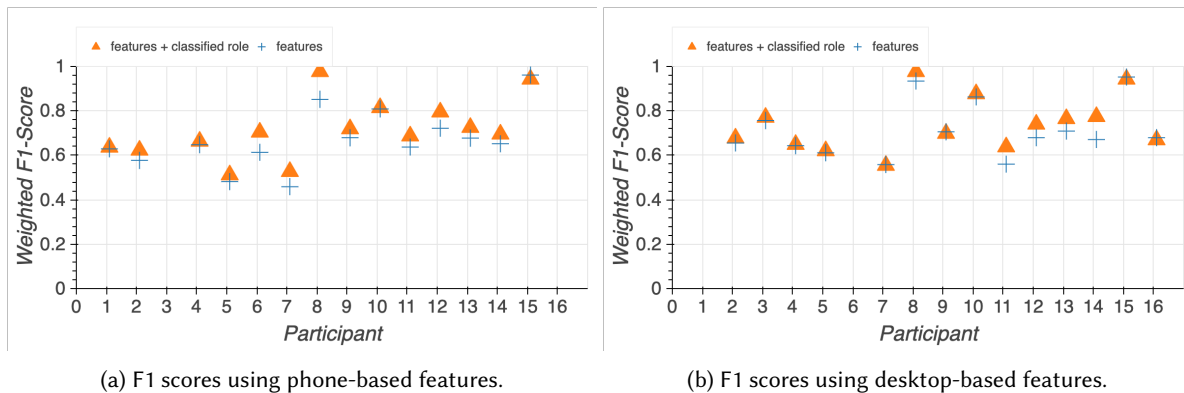 features + classified role features
1
0.8
0.6
0.4
0.2
0
Weighted F1-Score
0 1 2 3 4 5 6 7 8 9 10 11 12 13 14 15 16
Participant
(a) F1 scores using phone-based features.
features + classified role features
1
0.8
0.6
0.4
0.2
0
Weighted F1-Score
0 1 2 3 4 5 6 7 8 9 10 11 12 13 14 15 16
Participant
(b) F1 scores using desktop-based features.